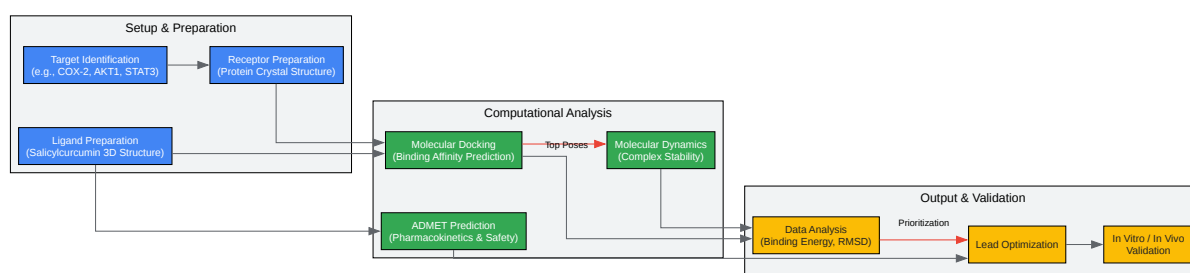 Setup & Preparation
Target Identification
(e.g., COX-2, AKT1, STAT3)
Receptor Preparation
(Protein Crystal Structure)
Ligand Preparation
(Salicylcurcumin 3D Structure)
Computational Analysis
Molecular Docking
(Binding Affinity Prediction)
Top Poses
Molecular Dynamics
(Complex Stability)
ADMET Prediction
(Pharmacokinetics & Safety)
Output & Validation
Data Analysis
(Binding Energy, RMSD)
Prioritization
Lead Optimization
In Vitro / In Vivo
Validation